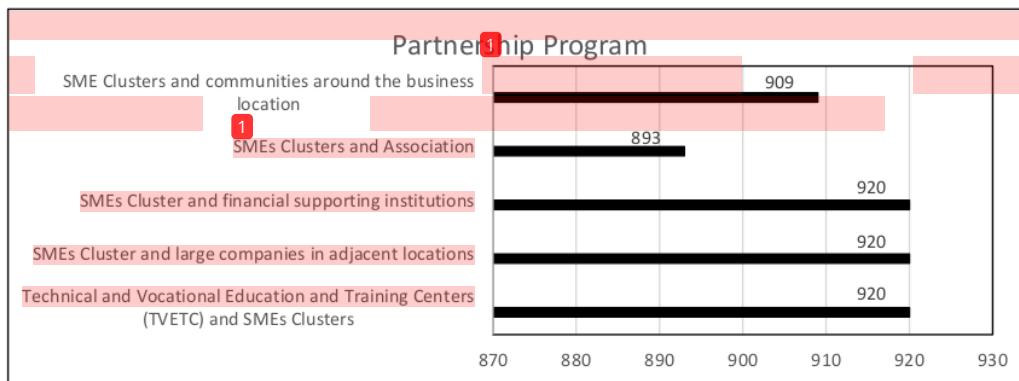 Partnership Program
1
SME Clusters and communities around the business
location
909
1
SMEs Clusters and Association
893
SMEs Cluster and financial supporting institutions
920
SMEs Cluster and large companies in adjacent locations
920
Technical and Vocational Education and Training Centers
(TVETC) and SMEs Clusters
920
870 880 890 900 910 920 930